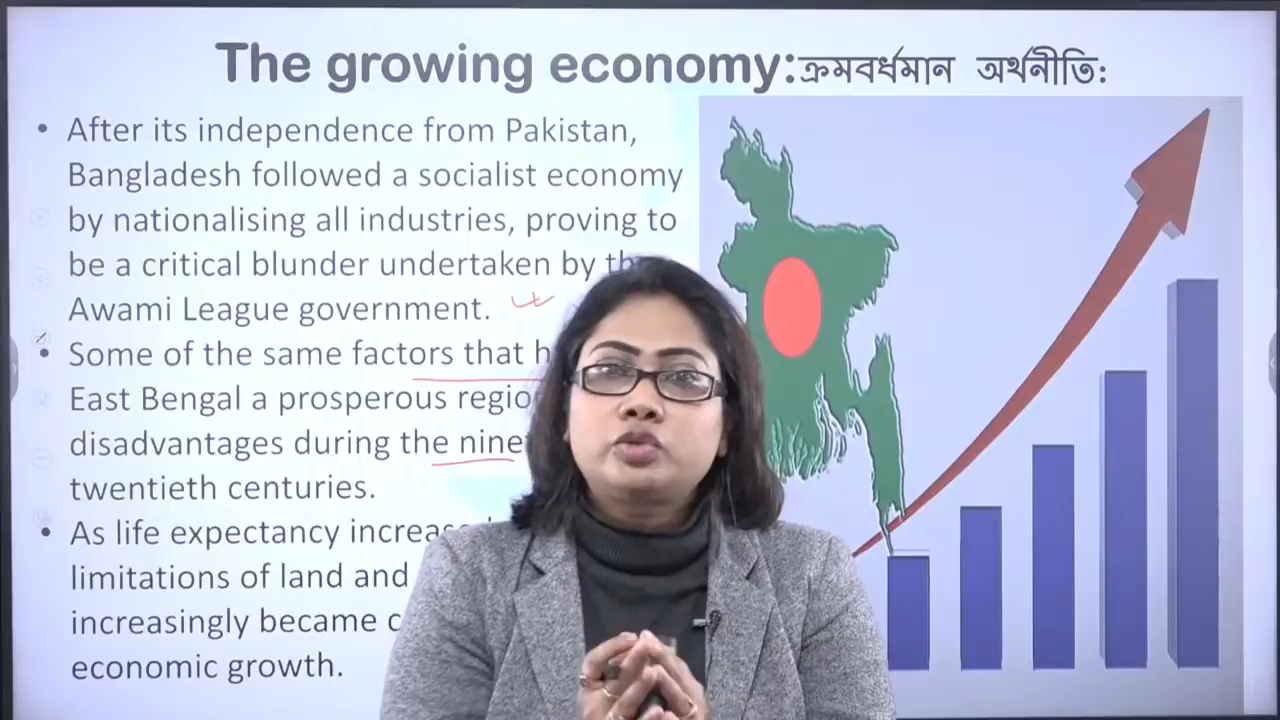 The growing economy:ক্রমবর্ধমান অর্থনীতি:
• After its independence from Pakistan,
Bangladesh followed a socialist economy
by nationalising all industries, proving to
be a critical blunder undertaken by
Awami League government.
• Some of the same factors that
East Bengal a prosperous
disadvantages during the
twentieth centuries.
• As life expectancy
limitations of land and
increasingly became
economic growth.